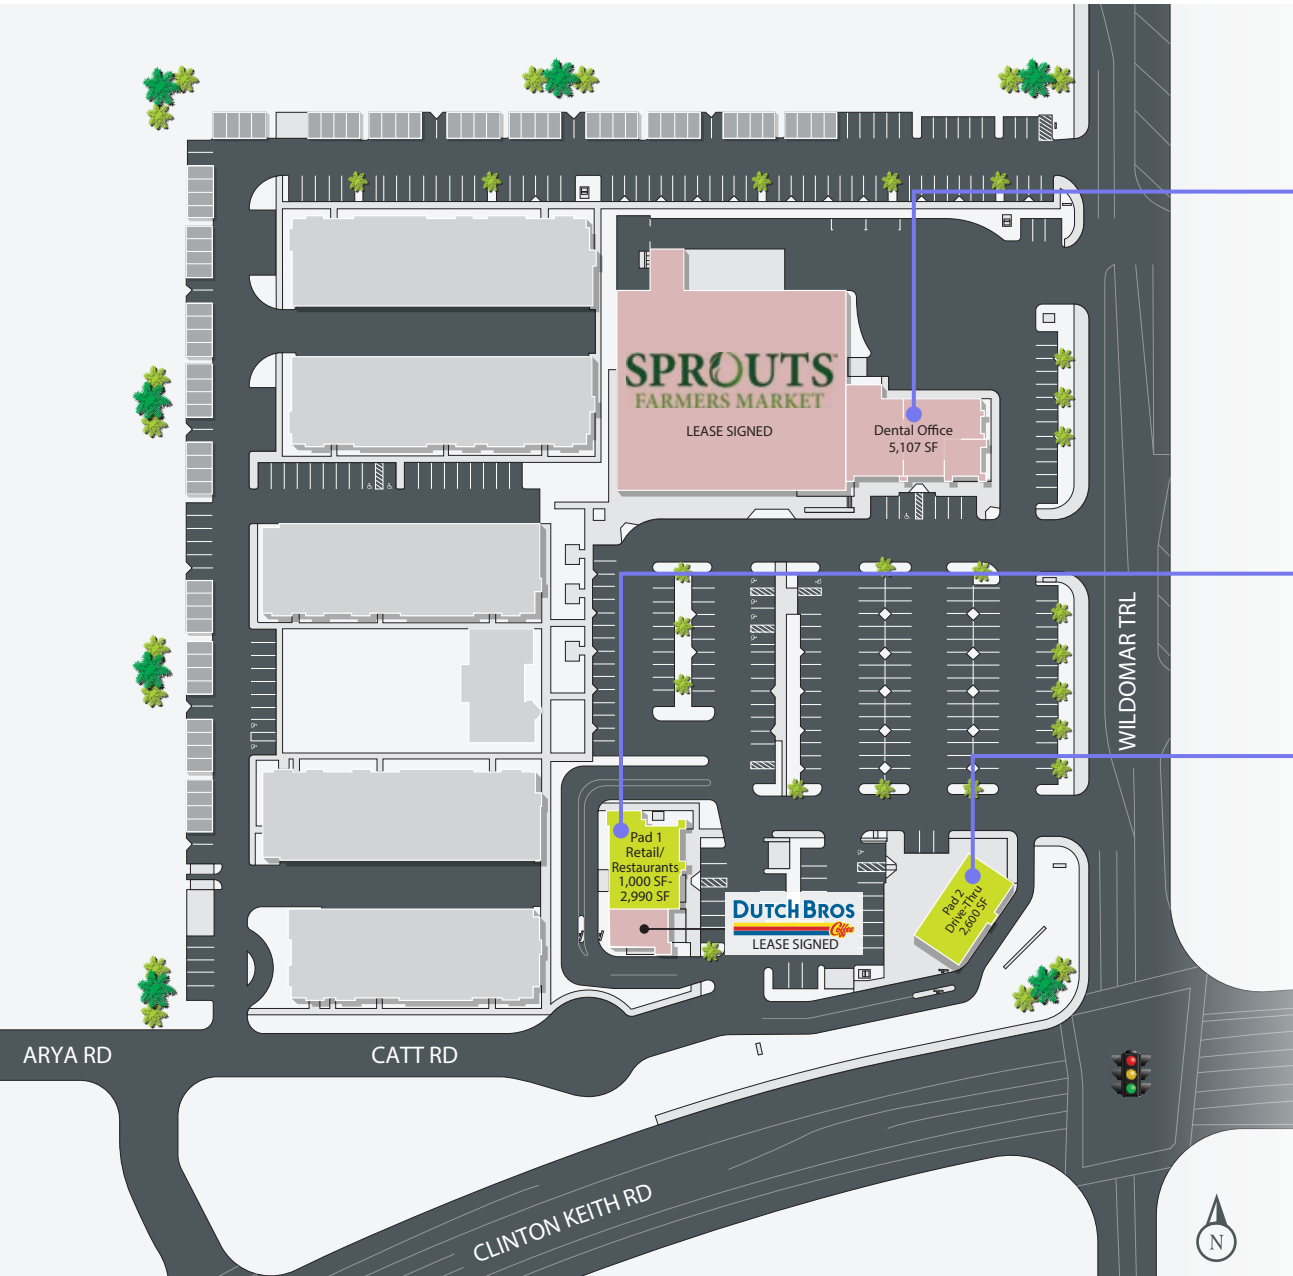 SPROUTS
FARMERS MARKET
LEASE SIGNED
Dental Office
5,107 SF
WILDOMAR TRL
Pad 1
Retail/
Restaurants
1,000 SF-
2,990 SF
Pad 2
Drive-Thru
2,600 SF
DUTCH BROS
Coffee
LEASE SIGNED
ARYA RD
CATT RD
CLINTON KEITH RD
N